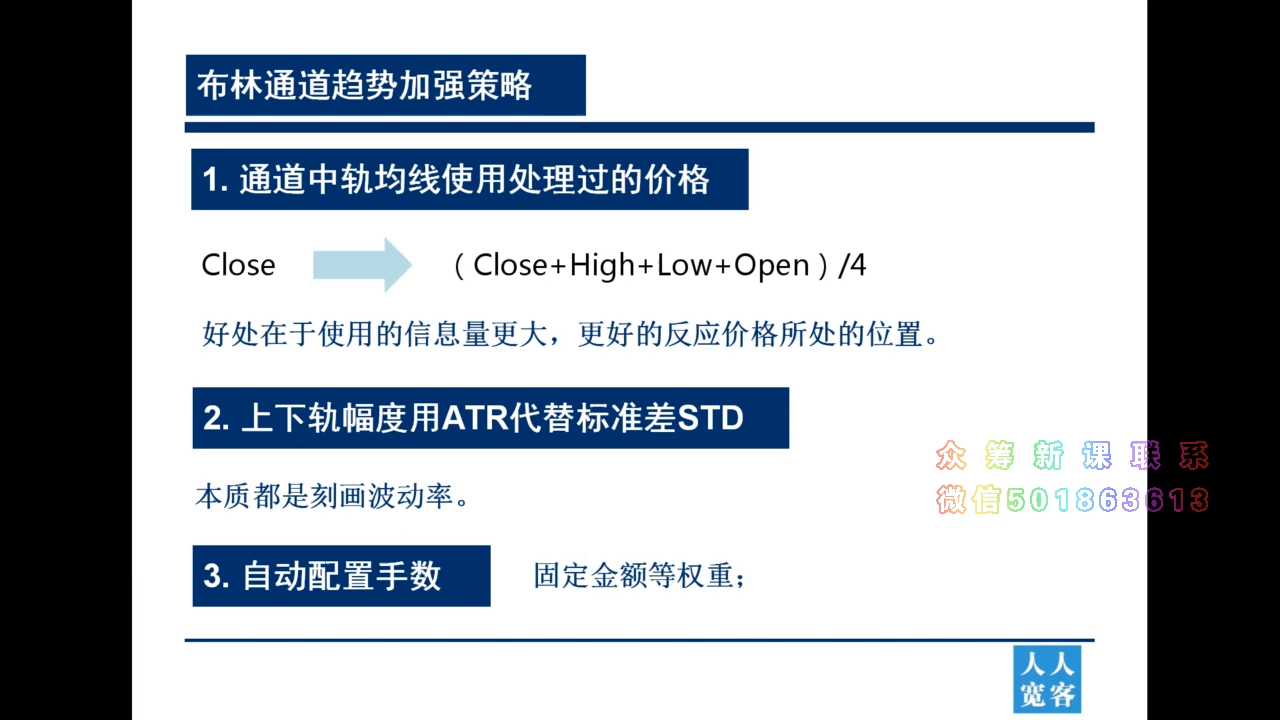 布林通道趋势加强策略
1. 通道中轨均线使用处理过的价格
Close （Close+High+Low+Open）/4
好处在于使用的信息量更大，更好的反应价格所处的位置。
2. 上下轨幅度用ATR代替标准差STD
众筹新课联系
微信501863613
本质都是刻画波动率。
3. 自动配置手数 固定金额等权重；
人人
宽客